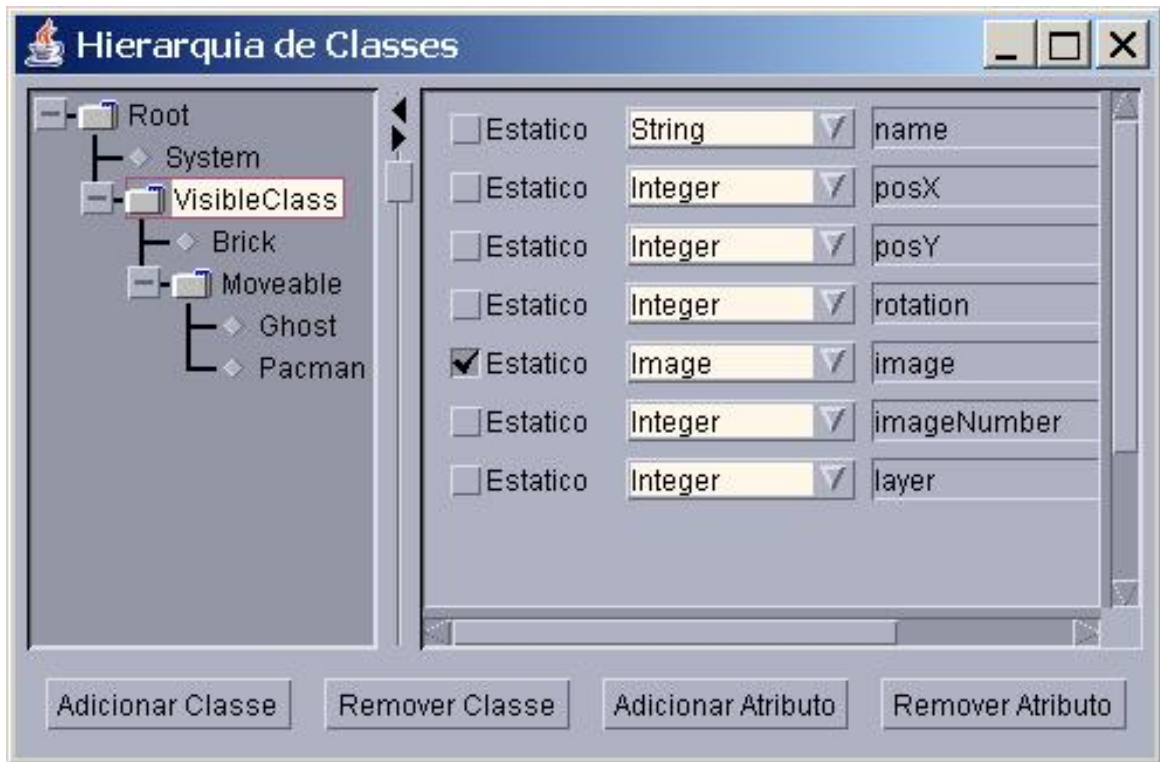 Hierarquia de Classes
Root
System
VisibleClass
Brick
Moveable
Ghost
Pacman
Estatico String name
Estatico Integer posX
Estatico Integer posY
Estatico Integer rotation
Estatico Image image
Estatico Integer imageNumber
Estatico Integer layer
Adicionar Classe Remover Classe Adicionar Atributo Remover Atributo